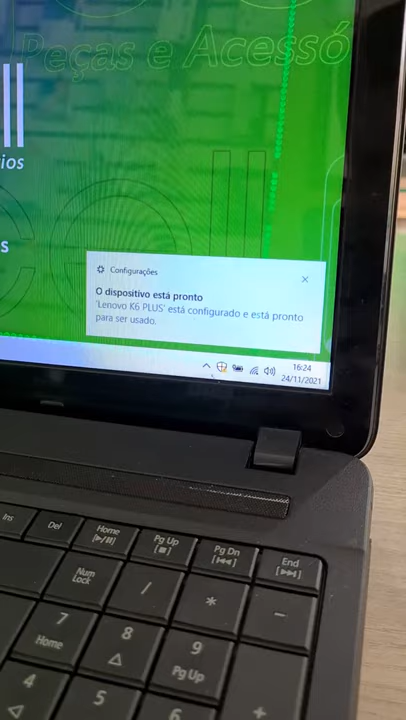 Peças e Acessó
ios
s
Configurações
O dispositivo está pronto
'Lenovo K6 PLUS' está configurado e está pronto
para ser usado.
16:24
24/11/2021
Ins
Del
Home
Pg Up
Pg Dn
End
Num
Lock
/
*
-
7
Home
8
9
Pg Up
4
5
6
+